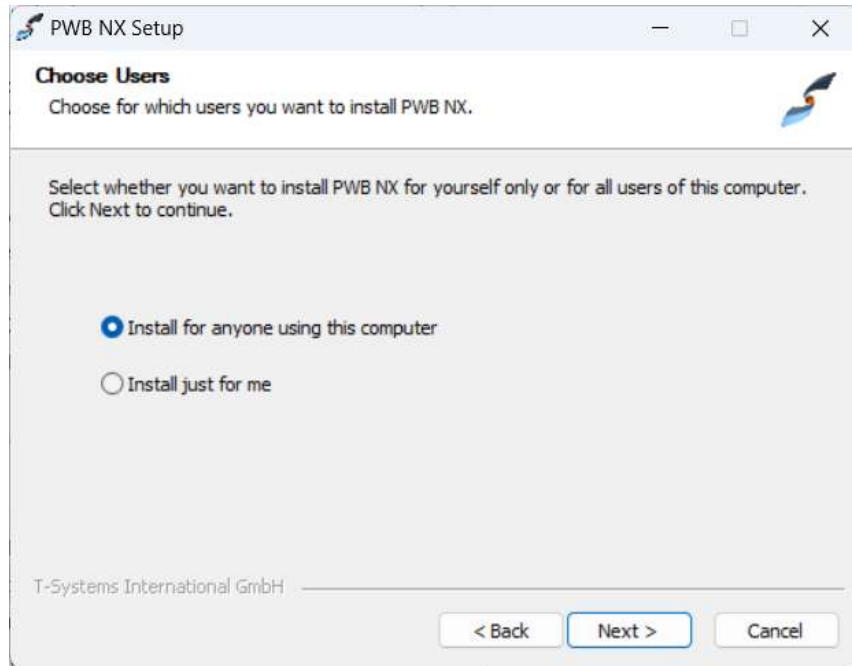 PWB NX Setup
Choose Users
Choose for which users you want to install PWB NX.
Select whether you want to install PWB NX for yourself only or for all users of this computer.
Click Next to continue.
Install for anyone using this computer
Install just for me
T-Systems International GmbH
< Back Next > Cancel